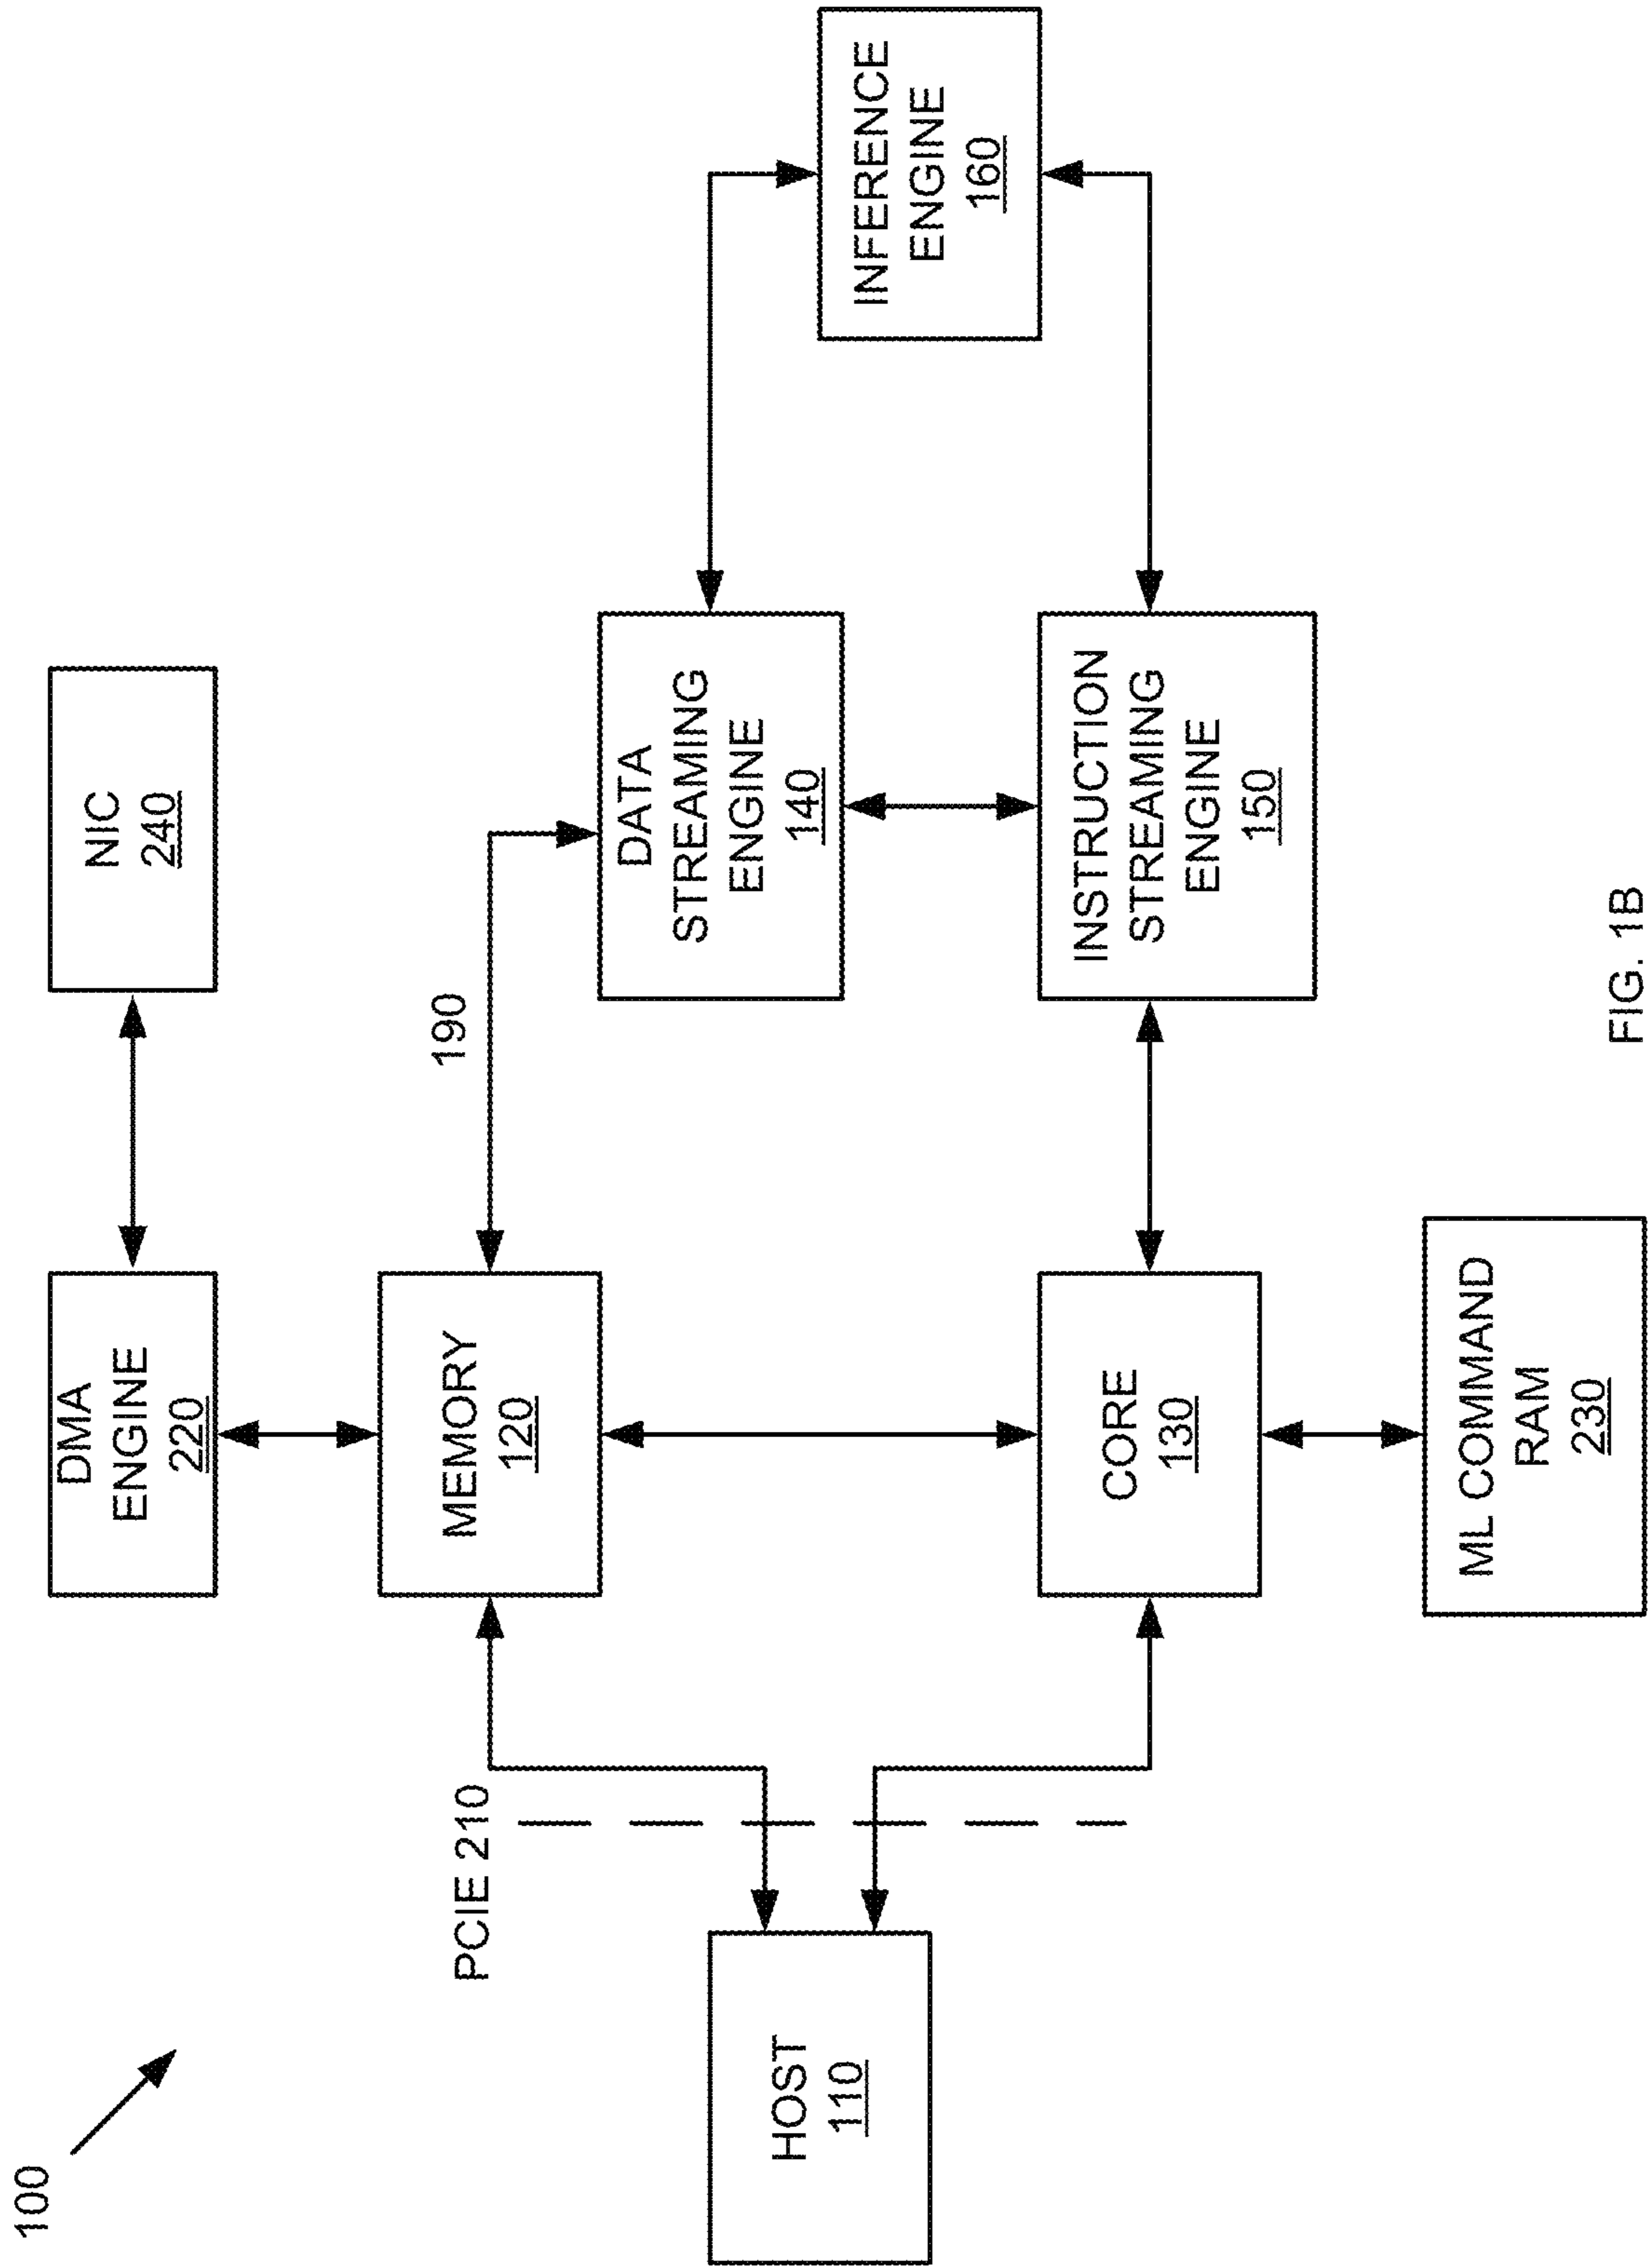 100
HOST
110
PCIE 210
DMA
ENGINE
220
MEMORY
120
CORE
130
ML COMMAND
RAM
230
NIC
240
190
DATA
STREAMING
ENGINE
140
INSTRUCTION
STREAMING
ENGINE
150
INFERENCE
ENGINE
160
FIG. 1B